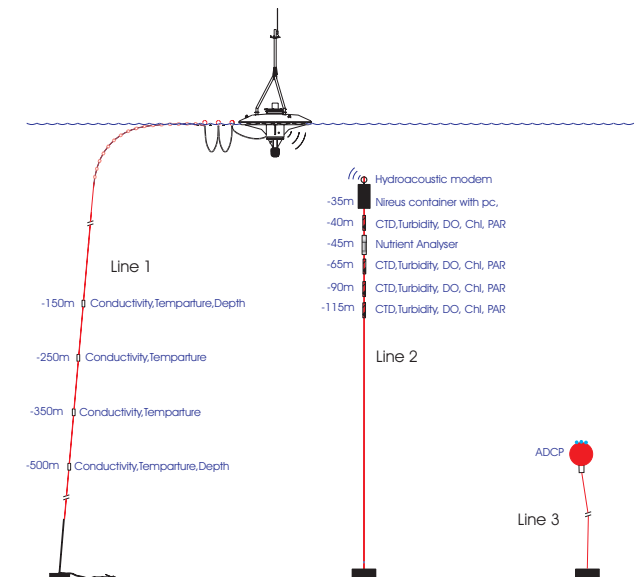 Hydroacoustic modem
-35m Nireus container with pc,
-40m CTD,Turbidity, DO, Chl, PAR
-45m Nutrient Analyser
-65m CTD,Turbidity, DO, Chl, PAR
-90m CTD,Turbidity, DO, Chl, PAR
-115m CTD,Turbidity, DO, Chl, PAR
Line 1
-150m Conductivity,Temparture,Depth
-250m Conductivity,Temparture
-350m Conductivity,Temparture
-500m Conductivity,Temparture,Depth
Line 2
ADCP
Line 3